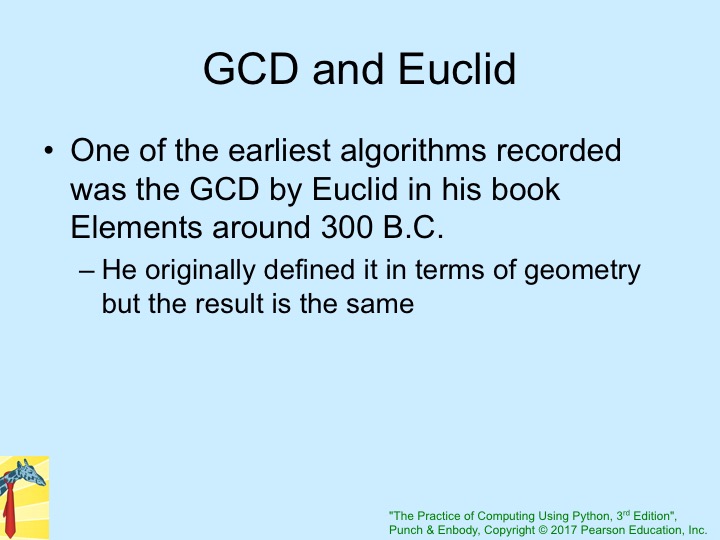 GCD and Euclid
• One of the earliest algorithms recorded
was the GCD by Euclid in his book
Elements around 300 B.C.
– He originally defined it in terms of geometry
but the result is the same
"The Practice of Computing Using Python, 3rd Edition",
Punch & Enbody, Copyright © 2017 Pearson Education, Inc.